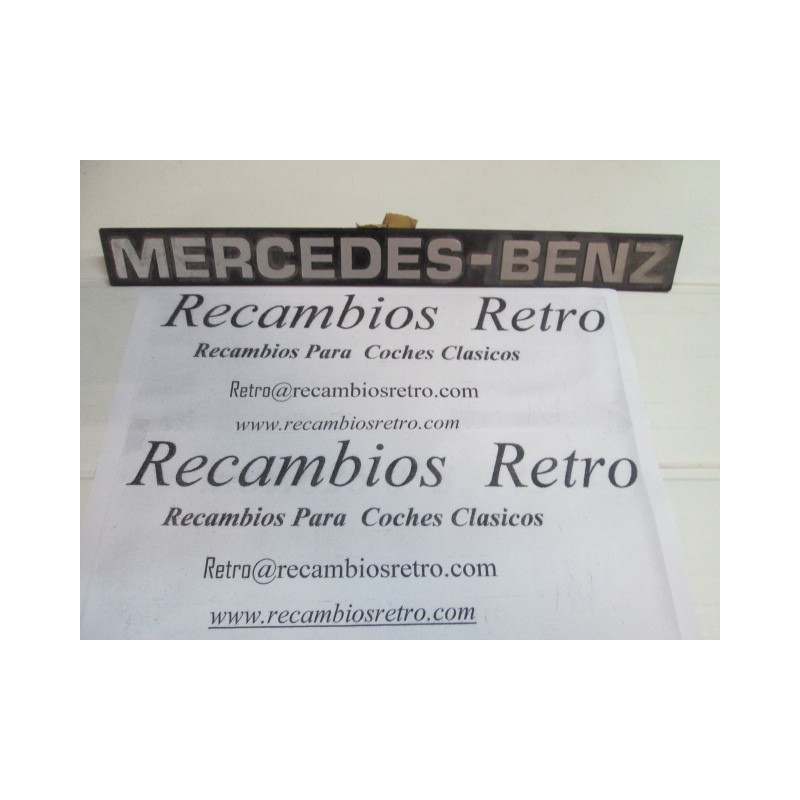 MERCEDES-BENZ
Recambios Retro
Recambios Para Coches Clasicos
Retro@recambiosretro.com
www.recambiosretro.com
Recambios Retro
Recambios Para Coches Clasicos
Retro@recambiosretro.com
www.recambiosretro.com